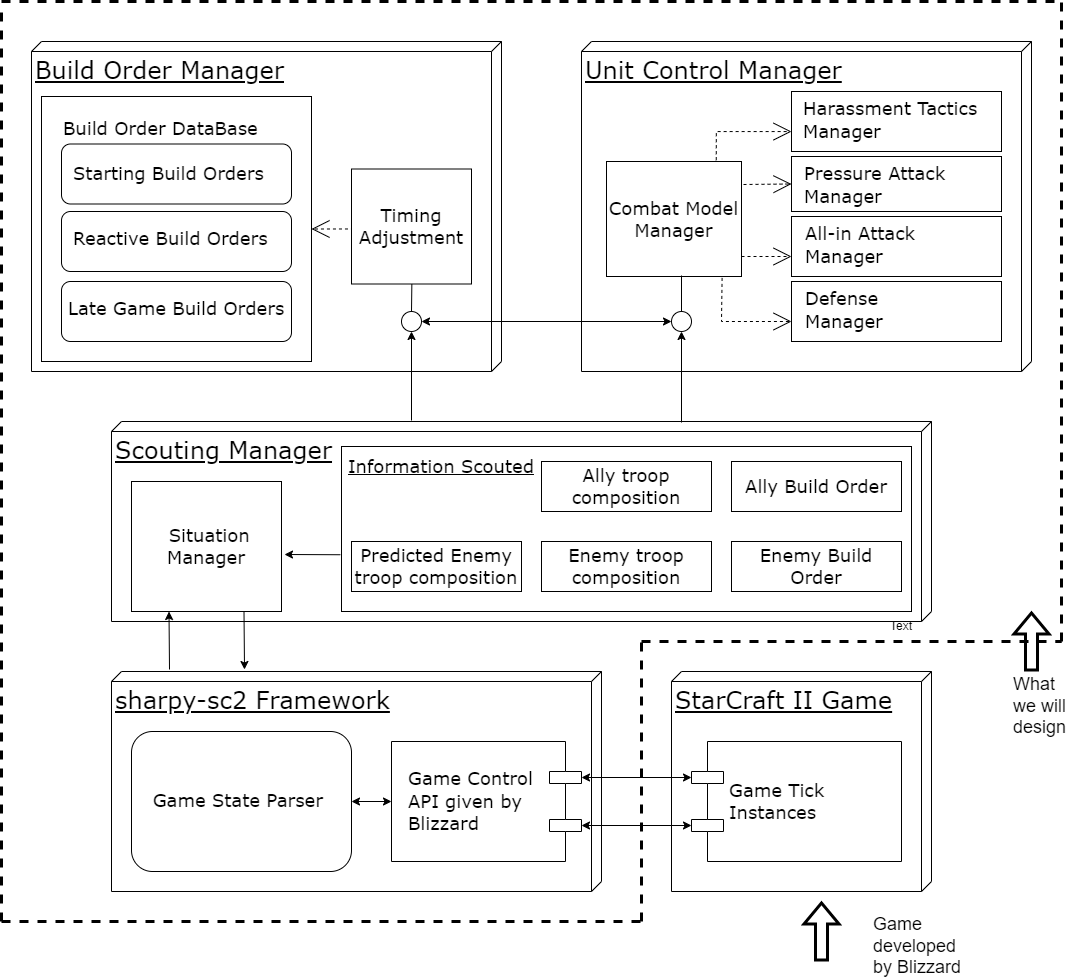 Build Order Manager
Build Order DataBase
Starting Build Orders
Reactive Build Orders
Late Game Build Orders
Timing
Adjustment
Unit Control Manager
Combat Model
Manager
Harassment Tactics
Manager
Pressure Attack
Manager
All-in Attack
Manager
Defense
Manager
Scouting Manager
Situation
Manager
Information Scouted
Ally troop
composition
Ally Build Order
Predicted Enemy
troop composition
Enemy troop
composition
Enemy Build
Order
Text
sharpy-sc2 Framework
Game State Parser
Game Control
API given by
Blizzard
StarCraft II Game
Game Tick
Instances
What
we will
design
Game
developed
by Blizzard